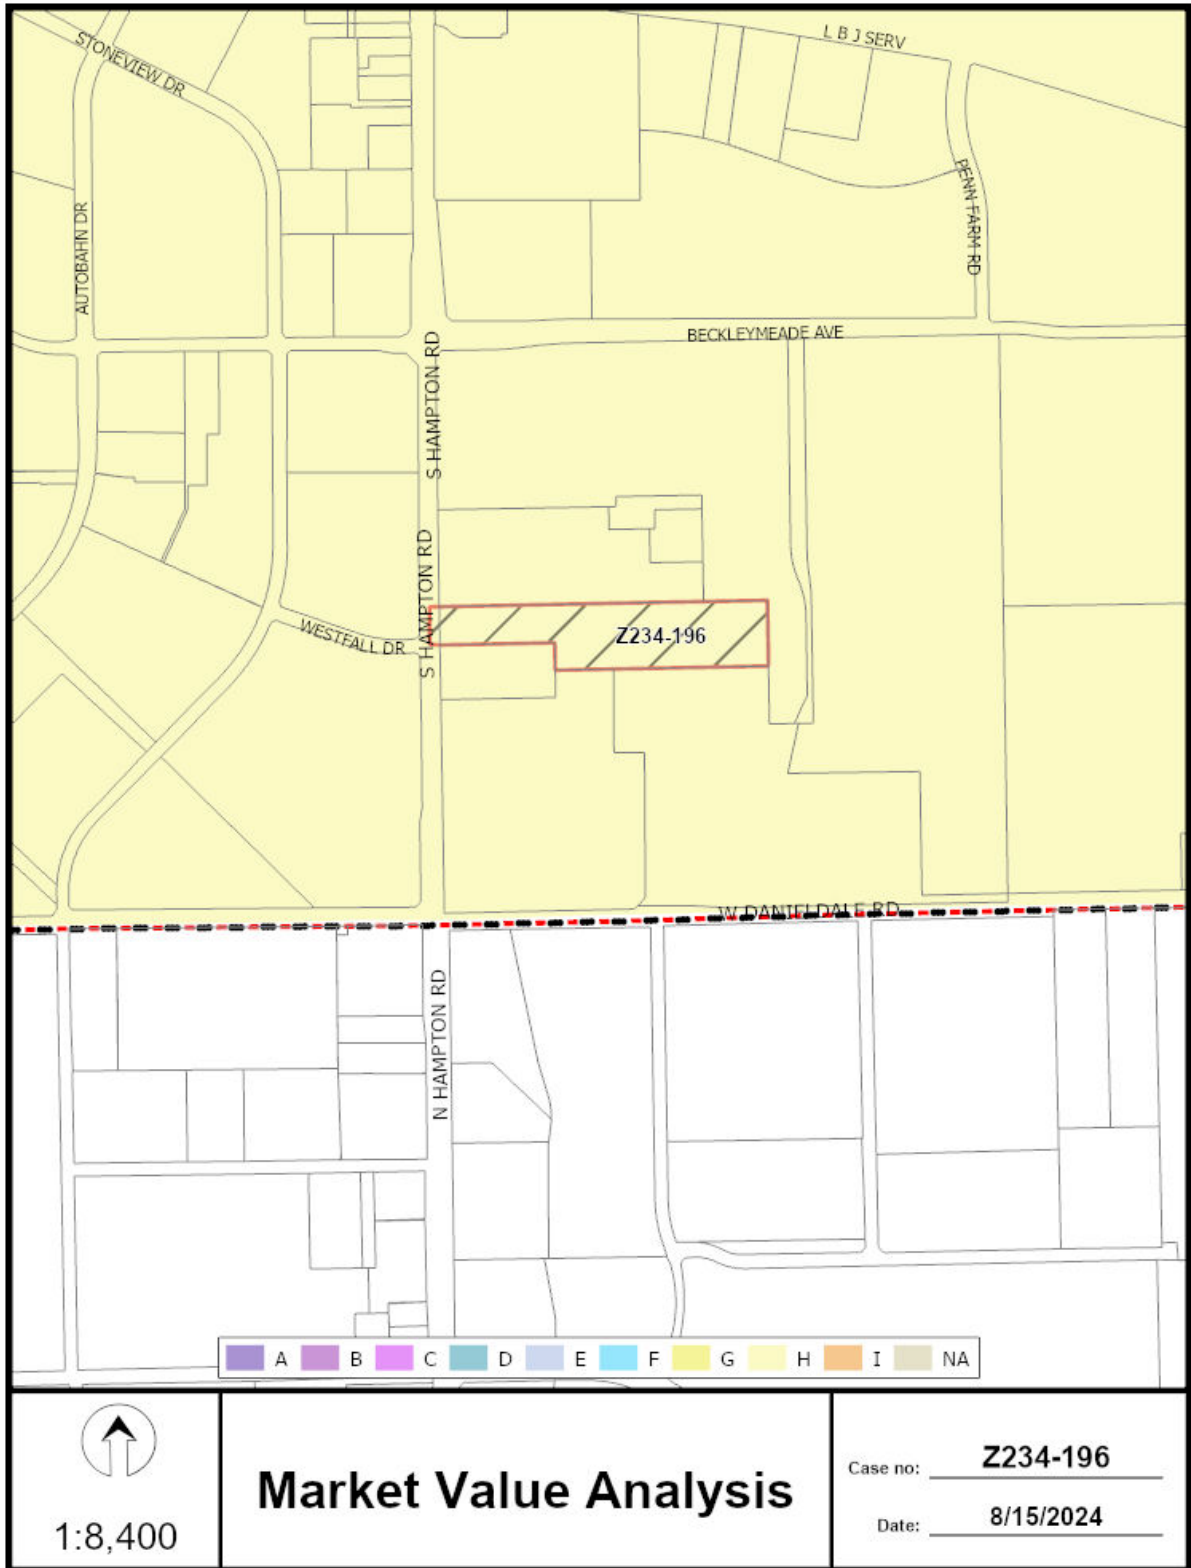 L B J SERV
STONEVIEW DR
PENN FARM RD
AUTOBAHN DR
BECKLEYMEADE AVE
S HAMPTON RD
S HAMPTON RD
WESTFALL DR
Z234-196
W DANIELDALE RD
N HAMPTON RD
A B C D E F G H I NA
1:8,400
Market Value Analysis
Case no: Z234-196
Date: 8/15/2024